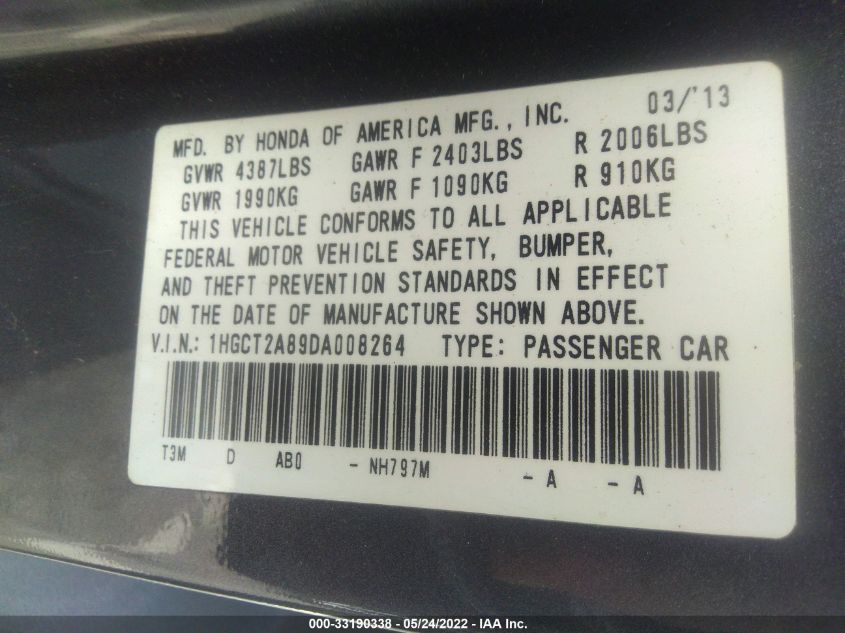 03/'13
MFD. BY HONDA OF AMERICA MFG., INC.
GVWR 4387LBS GAWR F 2403LBS R 2006LBS
GVWR 1990KG GAWR F 1090KG R 910KG
THIS VEHICLE CONFORMS TO ALL APPLICABLE
FEDERAL MOTOR VEHICLE SAFETY, BUMPER,
AND THEFT PREVENTION STANDARDS IN EFFECT
ON THE DATE OF MANUFACTURE SHOWN ABOVE.
V.I.N.: 1HGCT2A89DA008264 TYPE: PASSENGER CAR
T3M D AB0 - NH797M - A - A
000-33190338 - 05/24/2022 - IAA Inc.